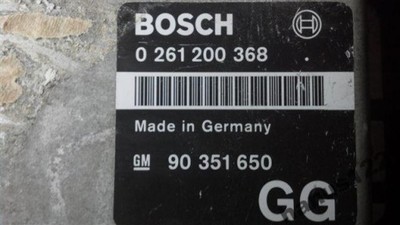 BOSCH
0 261 200 368
Made in Germany
GM 90 351 650
GG